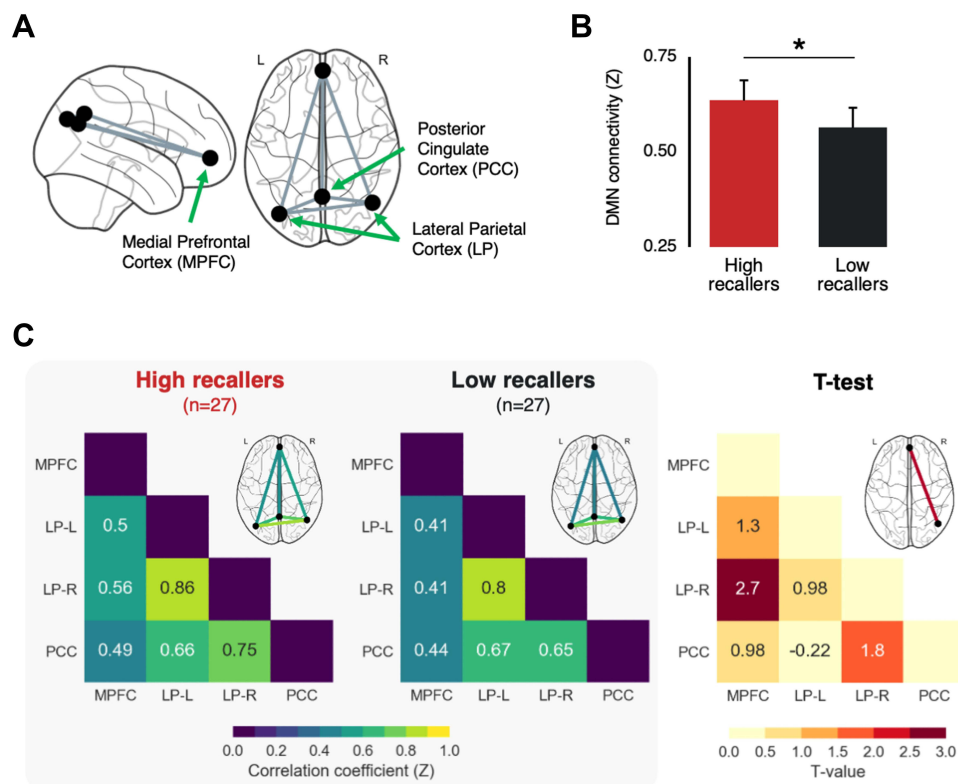 A
L R
Posterior
Cingulate
Cortex (PCC)
Lateral Parietal
Cortex (LP)
Medial Prefrontal
Cortex (MPFC)
B
DMN connectivity (Z)
0.75
0.50
0.25
*
High
recallers
Low
recallers
C
High recallers
(n=27)
L R
MPFC
LP-L 0.5
LP-R 0.56 0.86
PCC 0.49 0.66 0.75
MPFC LP-L LP-R PCC
Low recallers
(n=27)
L R
MPFC
LP-L 0.41
LP-R 0.41 0.8
PCC 0.44 0.67 0.65
MPFC LP-L LP-R PCC
0.0 0.2 0.4 0.6 0.8 1.0
Correlation coefficient (Z)
T-test
L R
MPFC
LP-L 1.3
LP-R 2.7 0.98
PCC 0.98 -0.22 1.8
MPFC LP-L LP-R PCC
0.0 0.5 1.0 1.5 2.0 2.5 3.0
T-value